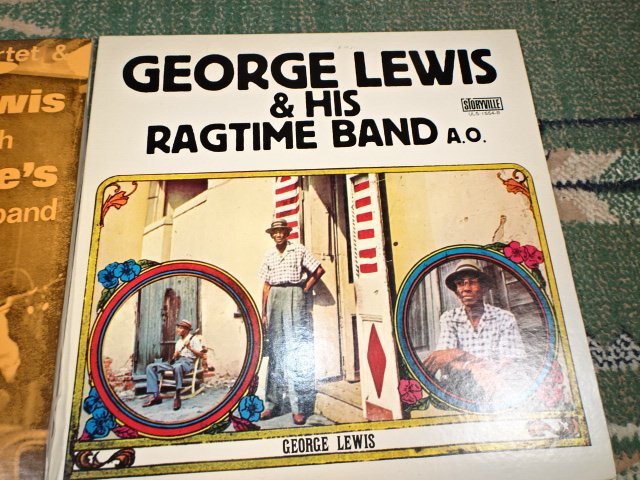 rtet &
wis
h
e's
band
GEORGE LEWIS
& HIS
RAGTIME BAND A.O.
STORYVILLE
GEORGE LEWIS